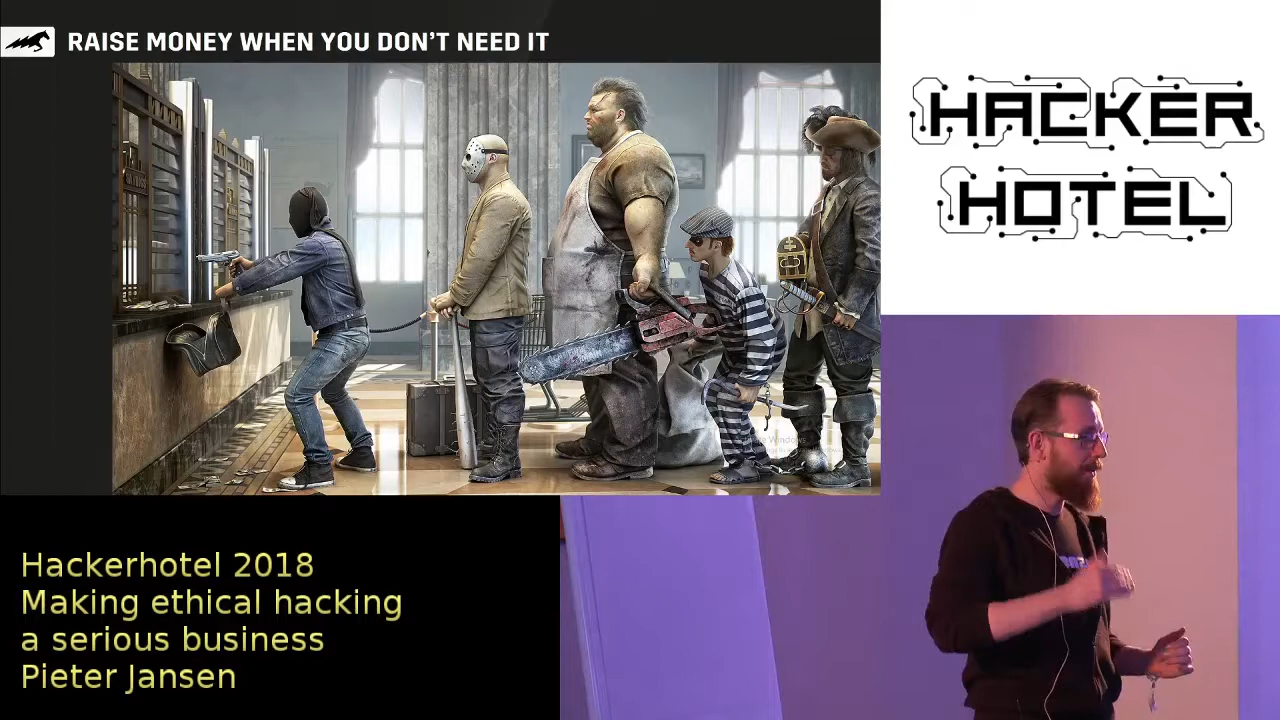 RAISE MONEY WHEN YOU DON'T NEED IT
HACKER
HOTEL
Hackerhotel 2018
Making ethical hacking
a serious business
Pieter Jansen